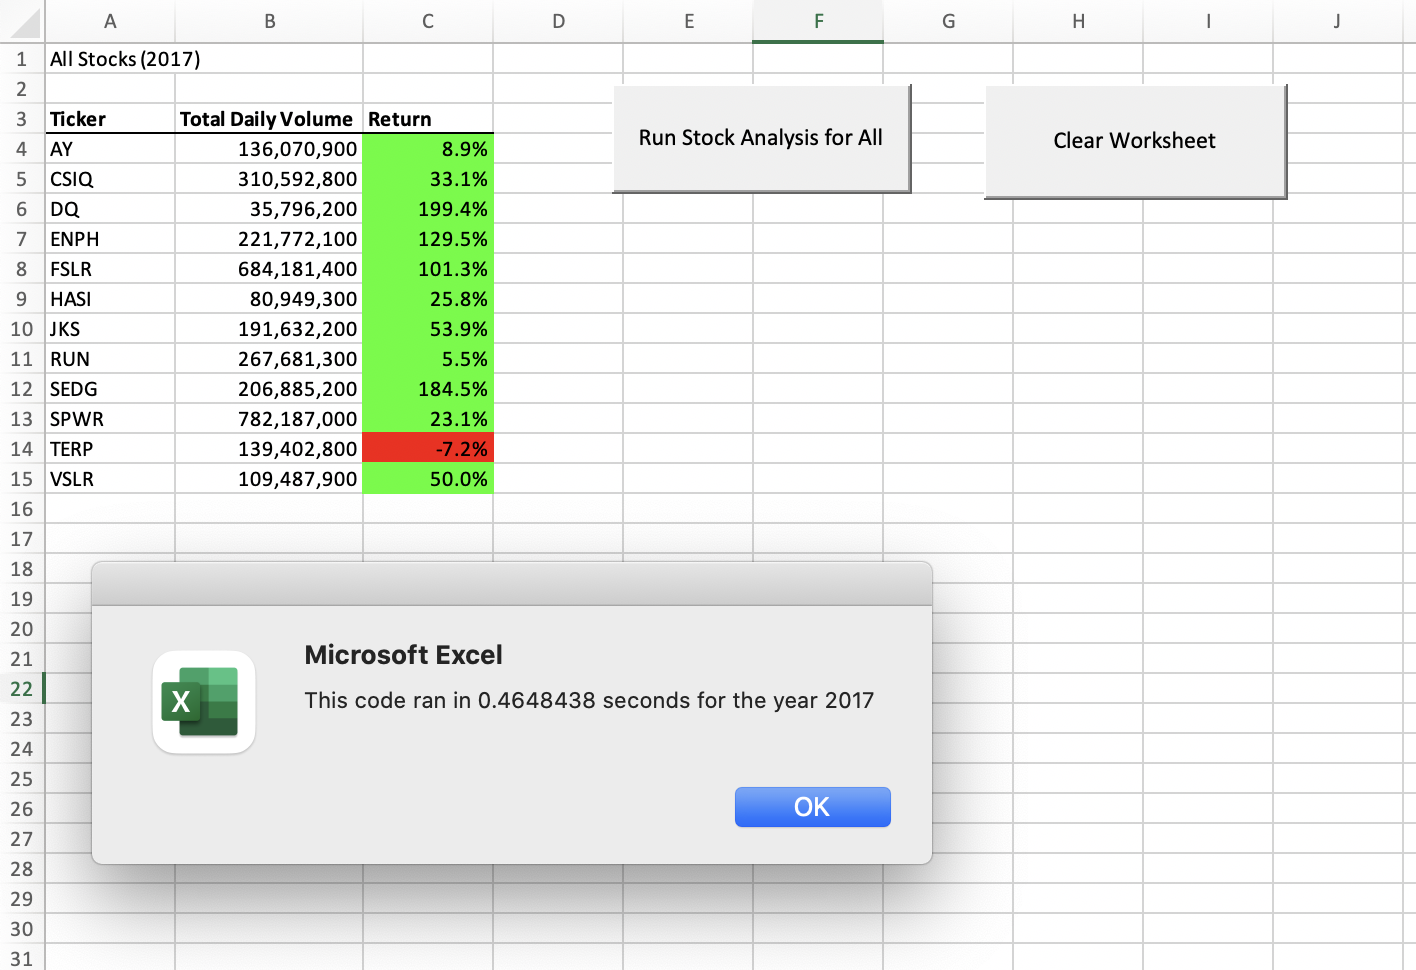 A B C D E F G H I J
1 All Stocks (2017)
2
3 Ticker Total Daily Volume Return
4 AY 136,070,900 8.9%
5 CSIQ 310,592,800 33.1%
6 DQ 35,796,200 199.4%
7 ENPH 221,772,100 129.5%
8 FSLR 684,181,400 101.3%
9 HASI 80,949,300 25.8%
10 JKS 191,632,200 53.9%
11 RUN 267,681,300 5.5%
12 SEDG 206,885,200 184.5%
13 SPWR 782,187,000 23.1%
14 TERP 139,402,800 -7.2%
15 VSLR 109,487,900 50.0%
16
17
18
19
20
21
22
23
24
25
26
27
28
29
30
31
Run Stock Analysis for All
Clear Worksheet
X
Microsoft Excel
This code ran in 0.4648438 seconds for the year 2017
OK